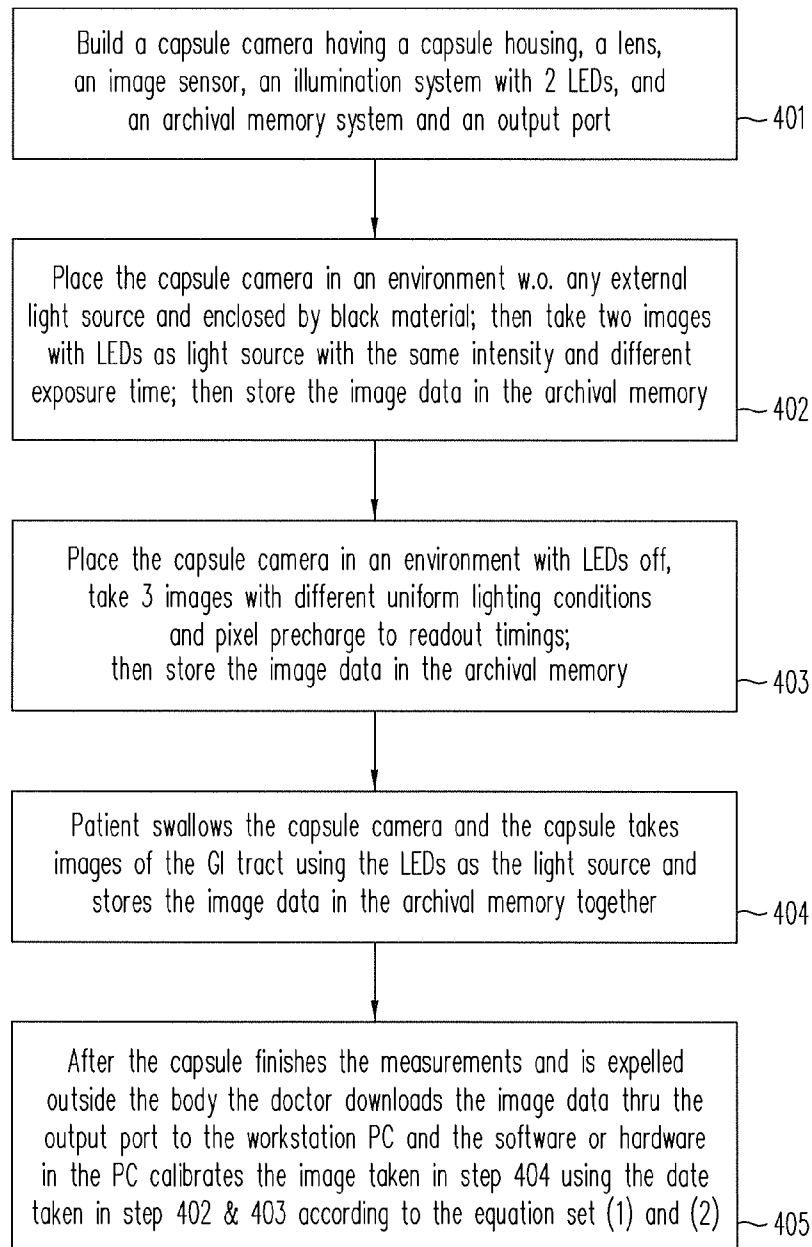 Build a capsule camera having a capsule housing, a lens,
an image sensor, an illumination system with 2 LEDs, and
an archival memory system and an output port
401
Place the capsule camera in an environment w.o. any external
light source and enclosed by black material; then take two images
with LEDs as light source with the same intensity and different
exposure time; then store the image data in the archival memory
402
Place the capsule camera in an environment with LEDs off,
take 3 images with different uniform lighting conditions
and pixel precharge to readout timings;
then store the image data in the archival memory
403
Patient swallows the capsule camera and the capsule takes
images of the GI tract using the LEDs as the light source and
stores the image data in the archival memory together
404
After the capsule finishes the measurements and is expelled
outside the body the doctor downloads the image data thru the
output port to the workstation PC and the software or hardware
in the PC calibrates the image taken in step 404 using the date
taken in step 402 & 403 according to the equation set (1) and (2)
405